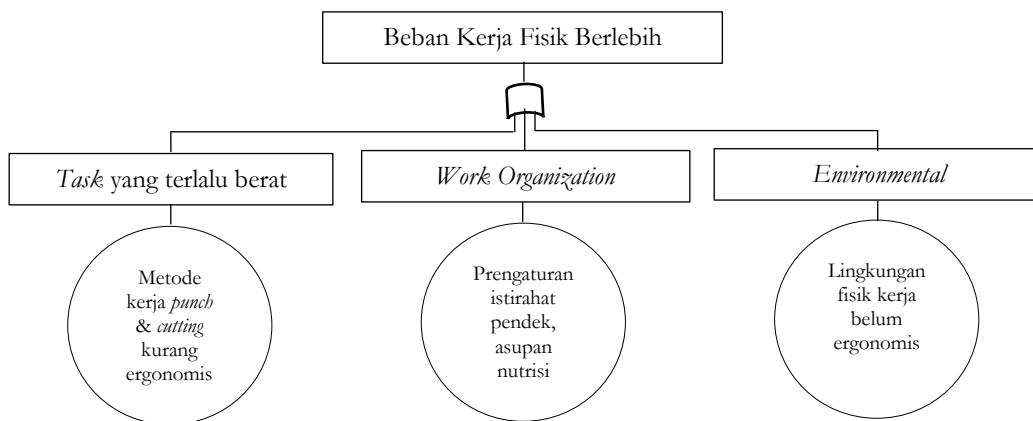 Beban Kerja Fisik Berlebih
Task yang terlalu berat
Work Organization
Environmental
Metode
kerja punch
& cutting
kurang
ergonomis
Prengaturan
istirahat
pendek,
asupan
nutrisi
Lingkungan
fisik kerja
belum
ergonomis